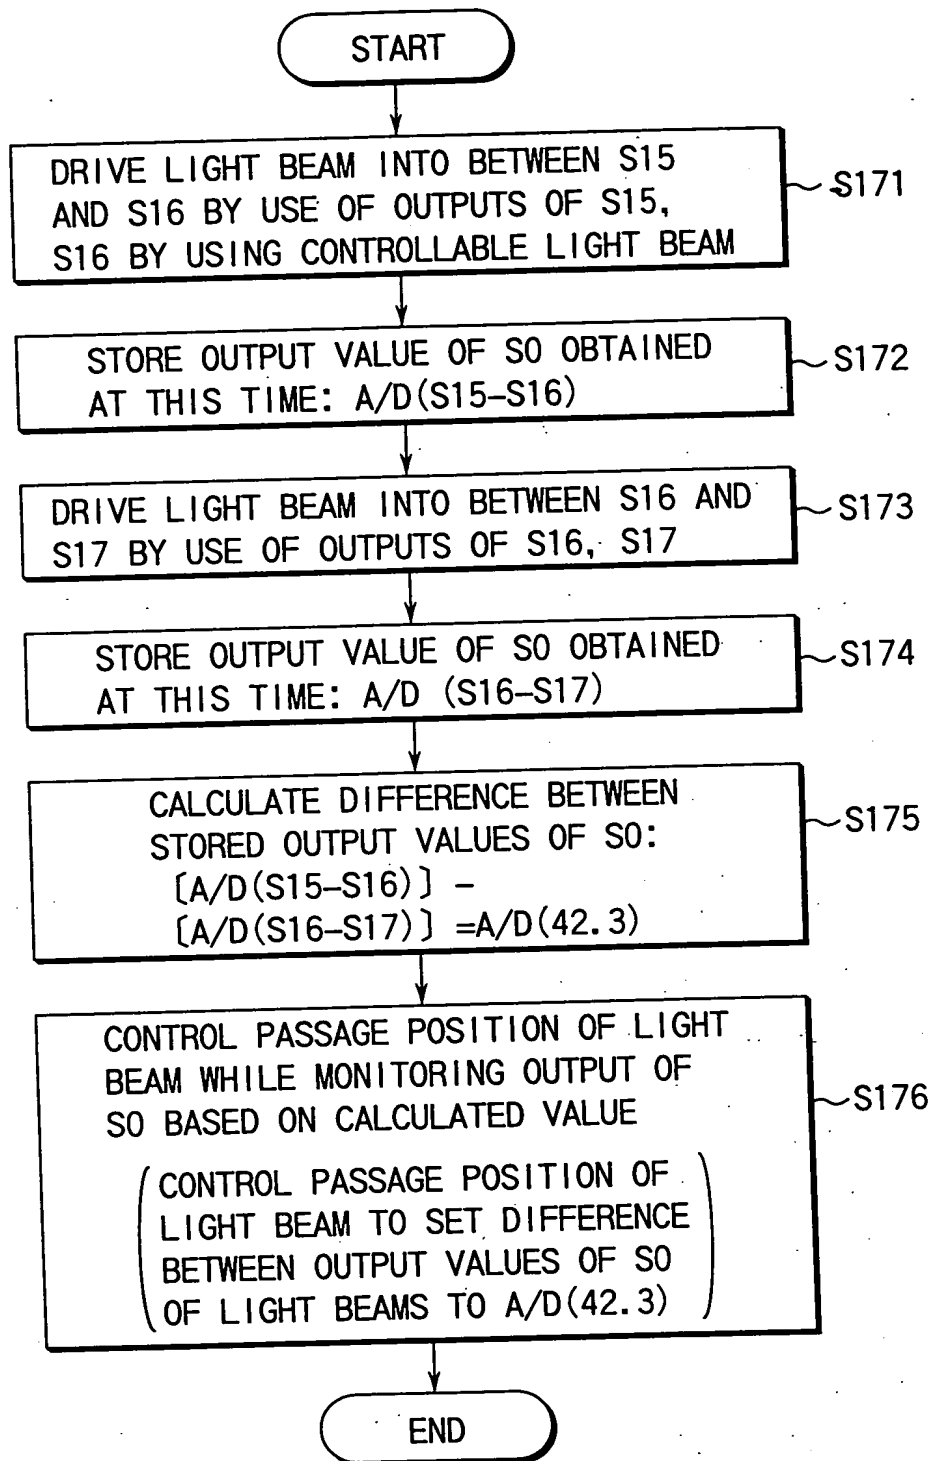 START
DRIVE LIGHT BEAM INTO BETWEEN S15
AND S16 BY USE OF OUTPUTS OF S15,
S16 BY USING CONTROLLABLE LIGHT BEAM
S171
STORE OUTPUT VALUE OF SO OBTAINED
AT THIS TIME: A/D(S15-S16)
S172
DRIVE LIGHT BEAM INTO BETWEEN S16 AND
S17 BY USE OF OUTPUTS OF S16, S17
S173
STORE OUTPUT VALUE OF SO OBTAINED
AT THIS TIME: A/D (S16-S17)
S174
CALCULATE DIFFERENCE BETWEEN
STORED OUTPUT VALUES OF SO:
[A/D(S15-S16)] -
[A/D(S16-S17)] =A/D(42.3)
S175
CONTROL PASSAGE POSITION OF LIGHT
BEAM WHILE MONITORING OUTPUT OF
SO BASED ON CALCULATED VALUE
(CONTROL PASSAGE POSITION OF
LIGHT BEAM TO SET DIFFERENCE
BETWEEN OUTPUT VALUES OF SO
OF LIGHT BEAMS TO A/D(42.3))
S176
END